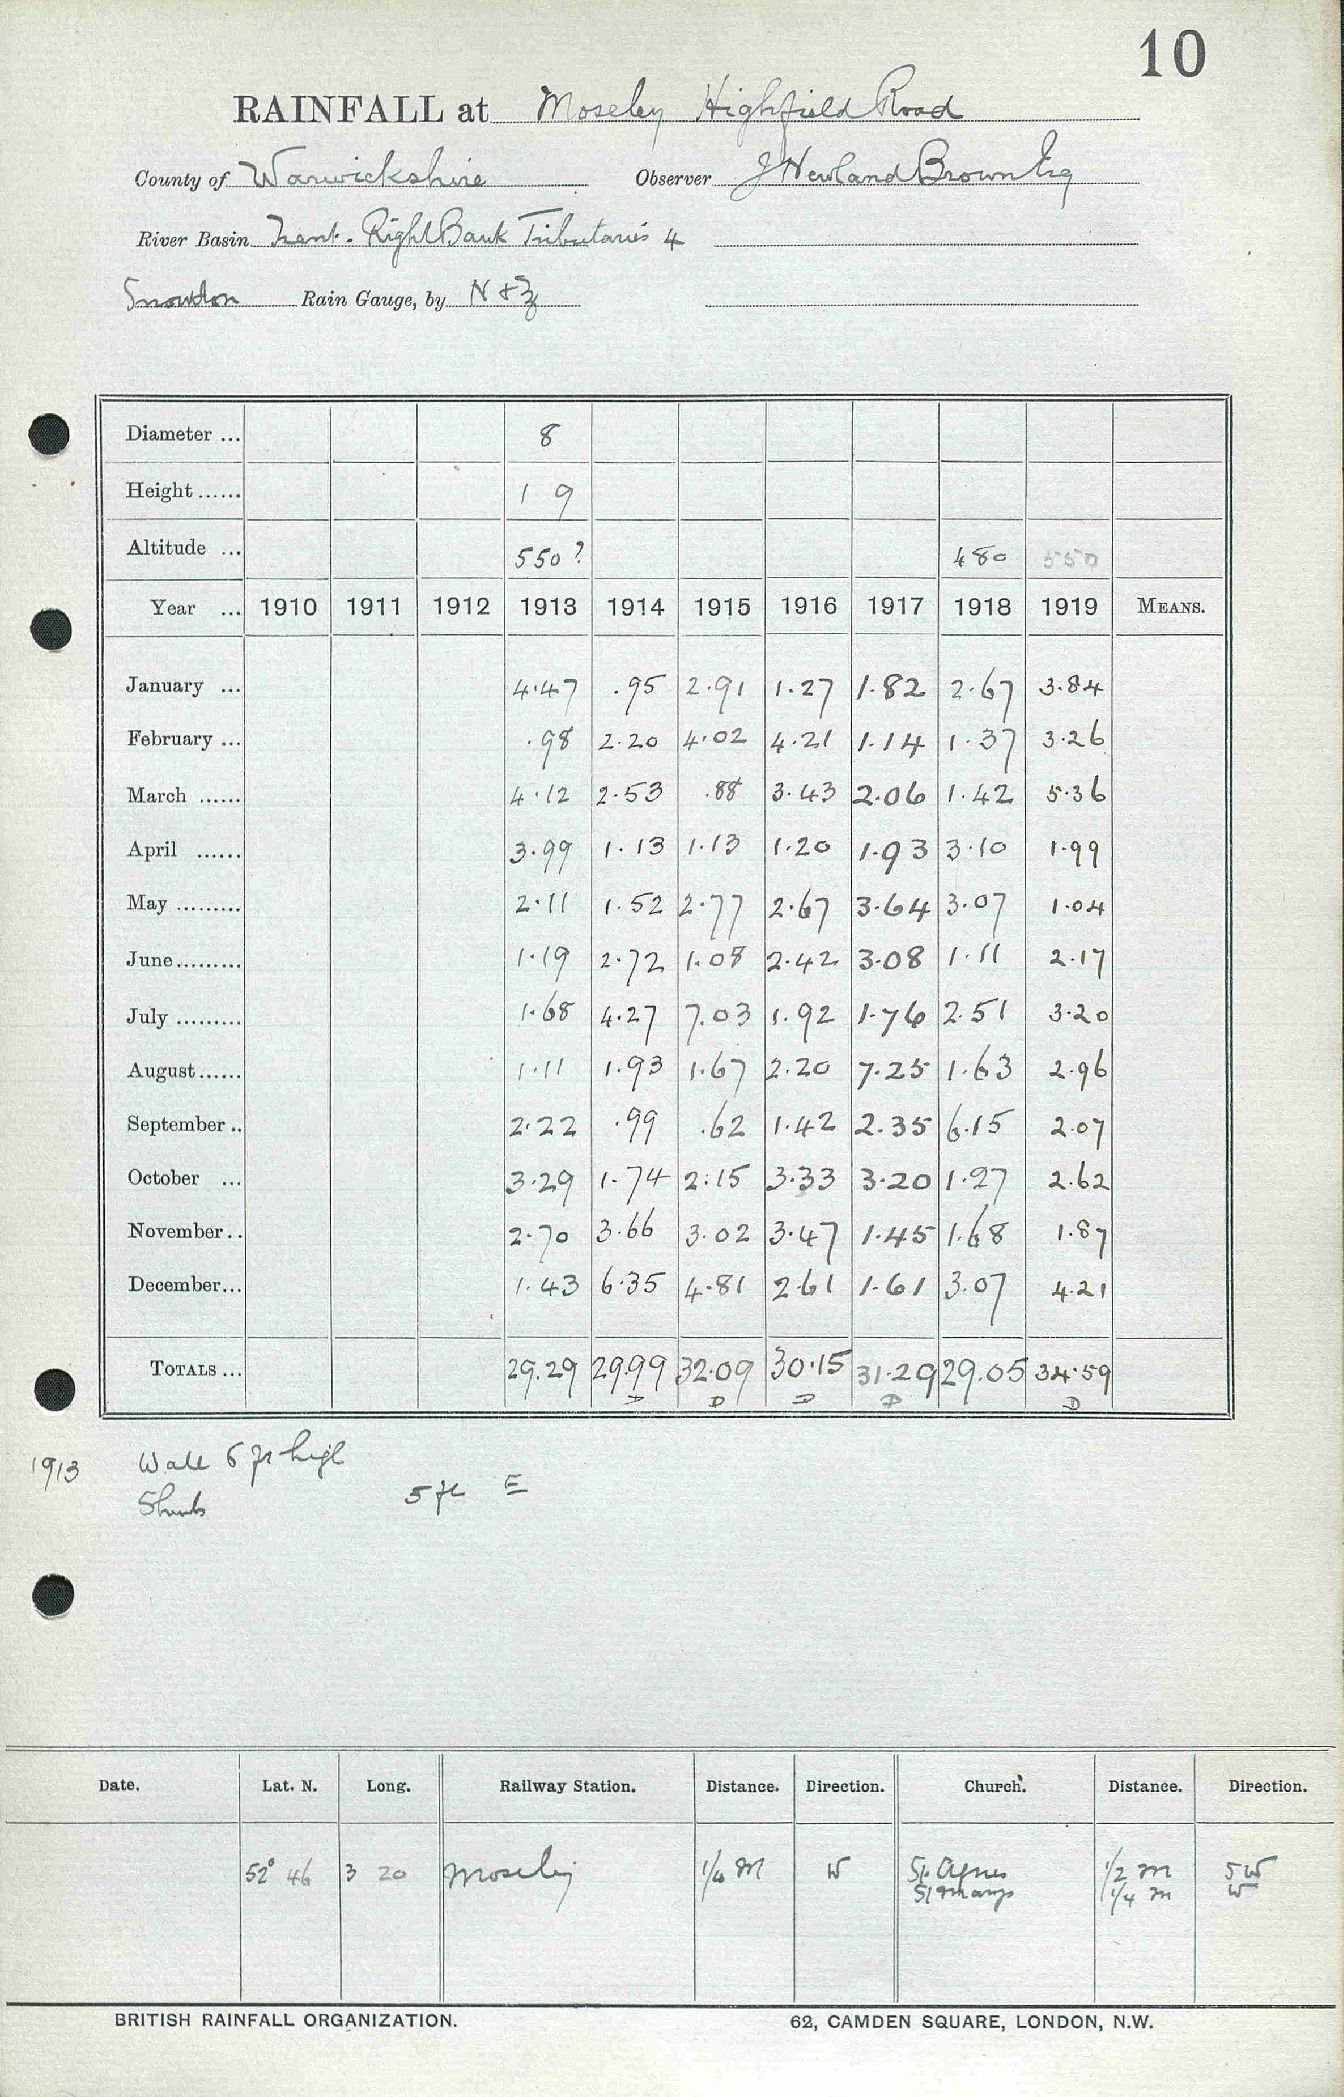 10
RAINFALL at Moseley Highfield Road
County of Warwickshire Observer J Newland Brown Esq
River Basin Trent. Right Bank Tributaries 4
Snowdon Rain Gauge, by N & Z
Diameter ... 8
Height ...... 1 9
Altitude ... 550? 480 550
Year ... 1910 1911 1912 1913 1914 1915 1916 1917 1918 1919 MEANS.
January ... 4.47 .95 2.91 1.27 1.82 2.67 3.84
February ... .98 2.20 4.02 4.21 1.14 1.37 3.26
March ...... 4.12 2.53 .88 3.43 2.06 1.42 5.36
April ...... 3.99 1.13 1.13 1.20 1.93 3.10 1.99
May ......... 2.11 1.52 2.77 2.67 3.64 3.07 1.04
June ......... 1.19 2.72 1.08 2.42 3.08 1.11 2.17
July ......... 1.68 4.27 7.03 1.92 1.76 2.51 3.20
August ...... 1.11 1.93 1.67 2.20 7.25 1.63 2.96
September .. 2.22 .99 .62 1.42 2.35 6.15 2.07
October ... 3.29 1.74 2.15 3.33 3.20 1.27 2.62
November .. 2.70 3.66 3.02 3.47 1.45 1.68 1.87
December ... 1.43 6.35 4.81 2.61 1.61 3.07 4.21
TOTALS ... 29.29 29.99 32.09 30.15 31.29 29.05 34.59
D D D D D
1913 Wall 6 ft high
Shrubs 5 ft E
Date. Lat. N. Long. Railway Station. Distance. Direction. Church. Distance. Direction.
52° 46 3 20 Moseley 1/4 M W St. Agnes 1/2 m SW
St Marys 1/4 m W
BRITISH RAINFALL ORGANIZATION. 62, CAMDEN SQUARE, LONDON, N.W.